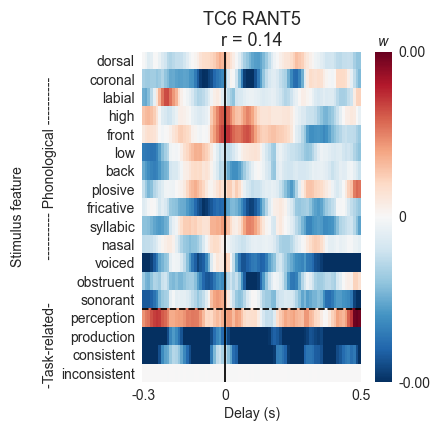 TC6 RANT5
r = 0.14
w
dorsal
coronal
labial
high
front
low
back
plosive
fricative
syllabic
nasal
voiced
obstruent
sonorant
perception
production
consistent
inconsistent
Stimulus feature
-Task-related- ----------- Phonological ----------
0.00
0
-0.00
-0.3
0
0.5
Delay (s)